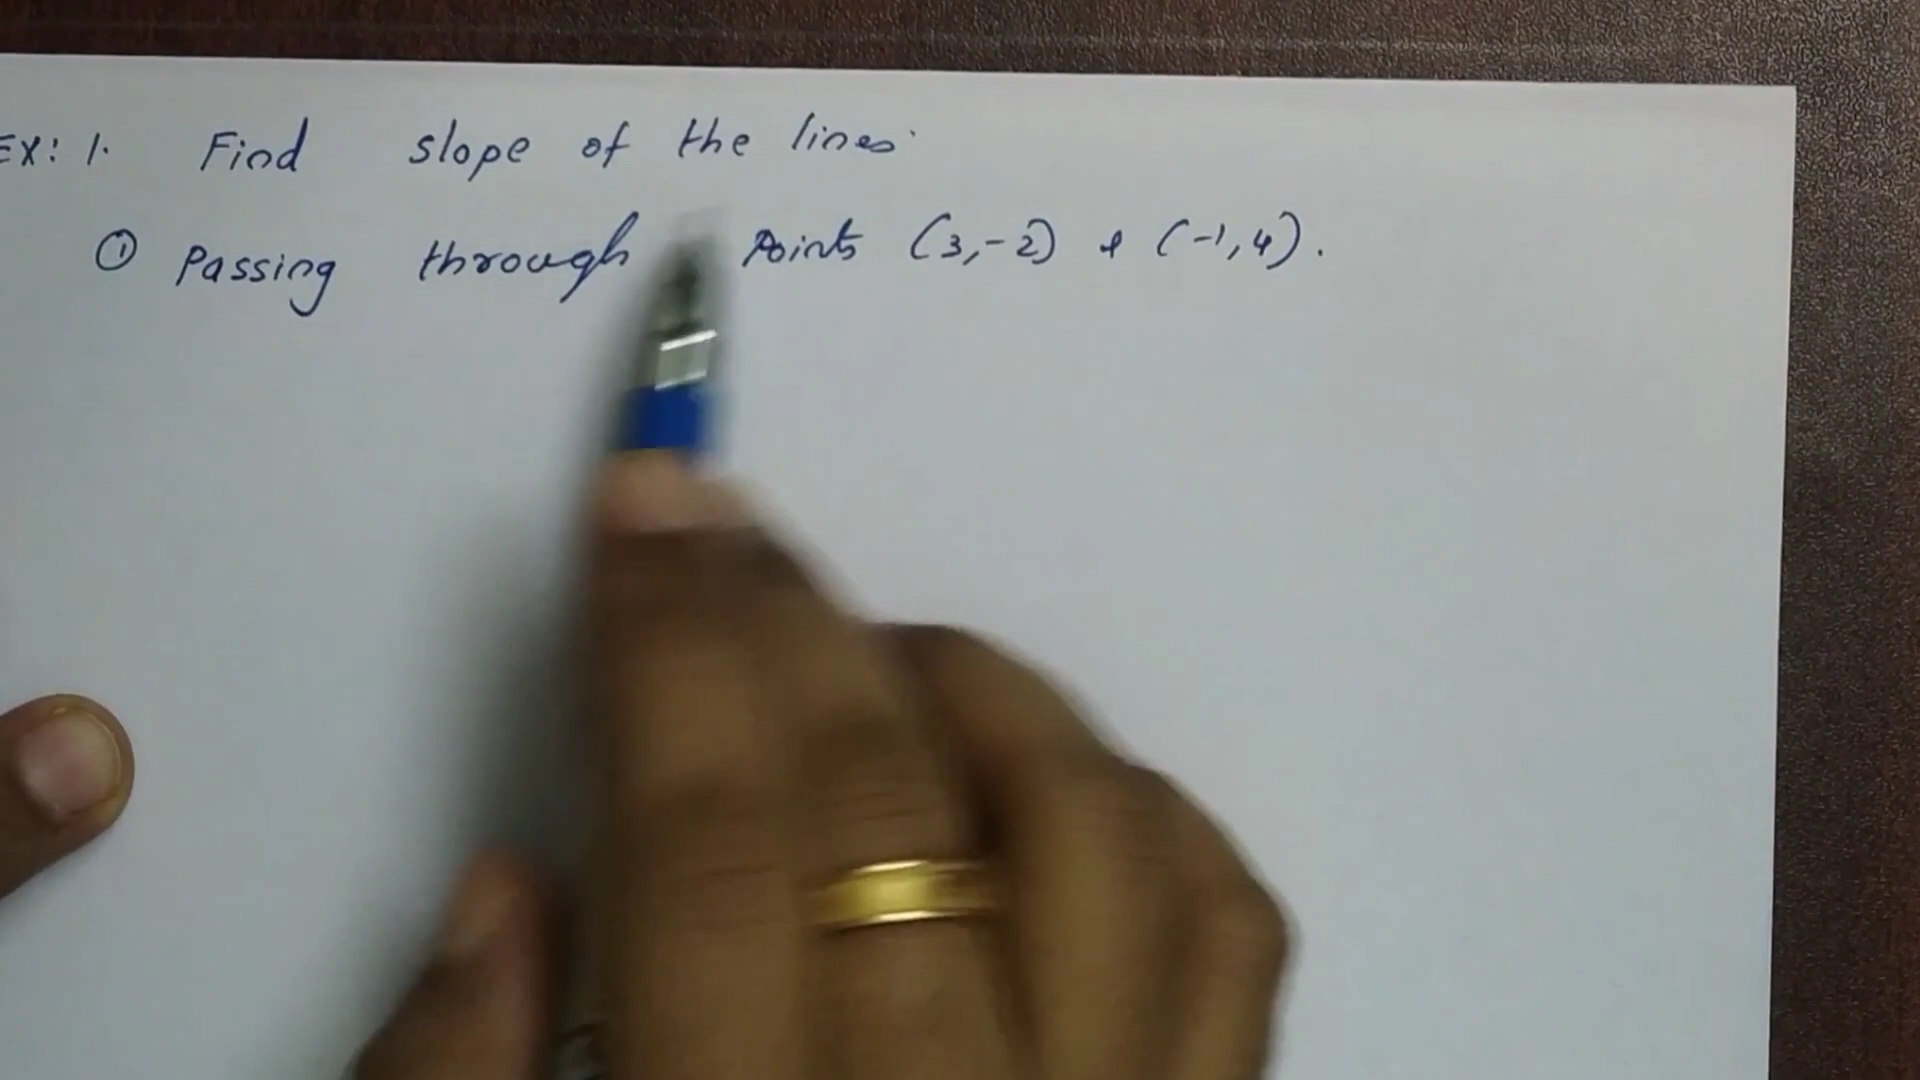 Ex: 1. Find slope of the lines.
① Passing through Points (3,-2) & (-1,4).